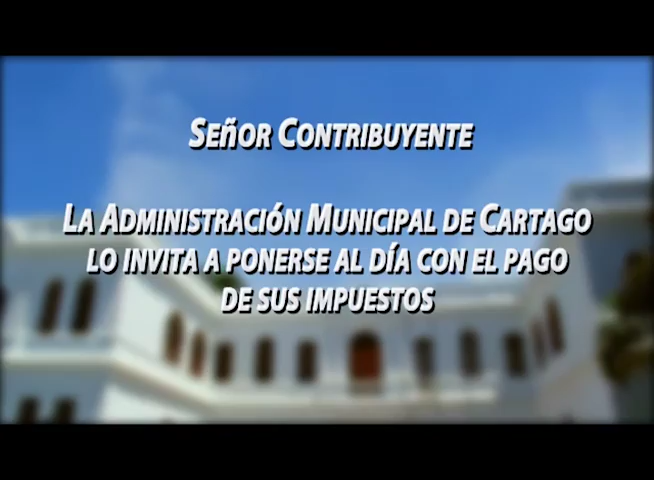 Señor Contribuyente
La Administración Municipal de Cartago
lo invita a ponerse al día con el pago
de sus impuestos